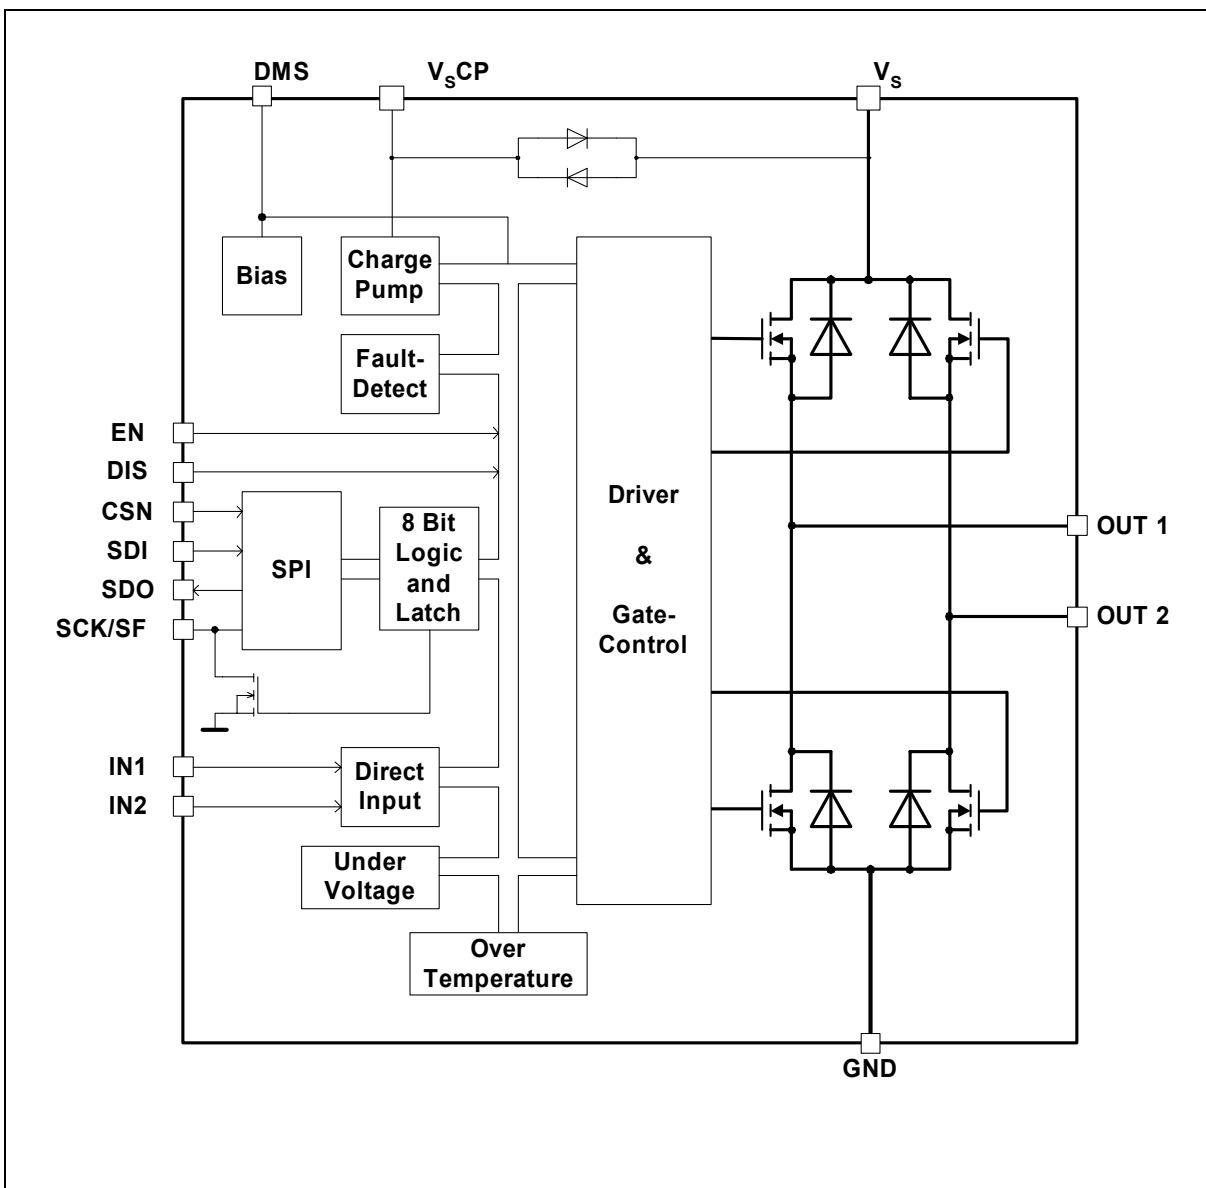 DMS
VSCP
VS
Bias
Charge
Pump
Fault-
Detect
EN
DIS
CSN
SDI
SDO
SCK/SF
SPI
8 Bit
Logic
and
Latch
Driver
&
Gate-
Control
OUT 1
OUT 2
IN1
IN2
Direct
Input
Under
Voltage
Over
Temperature
GND